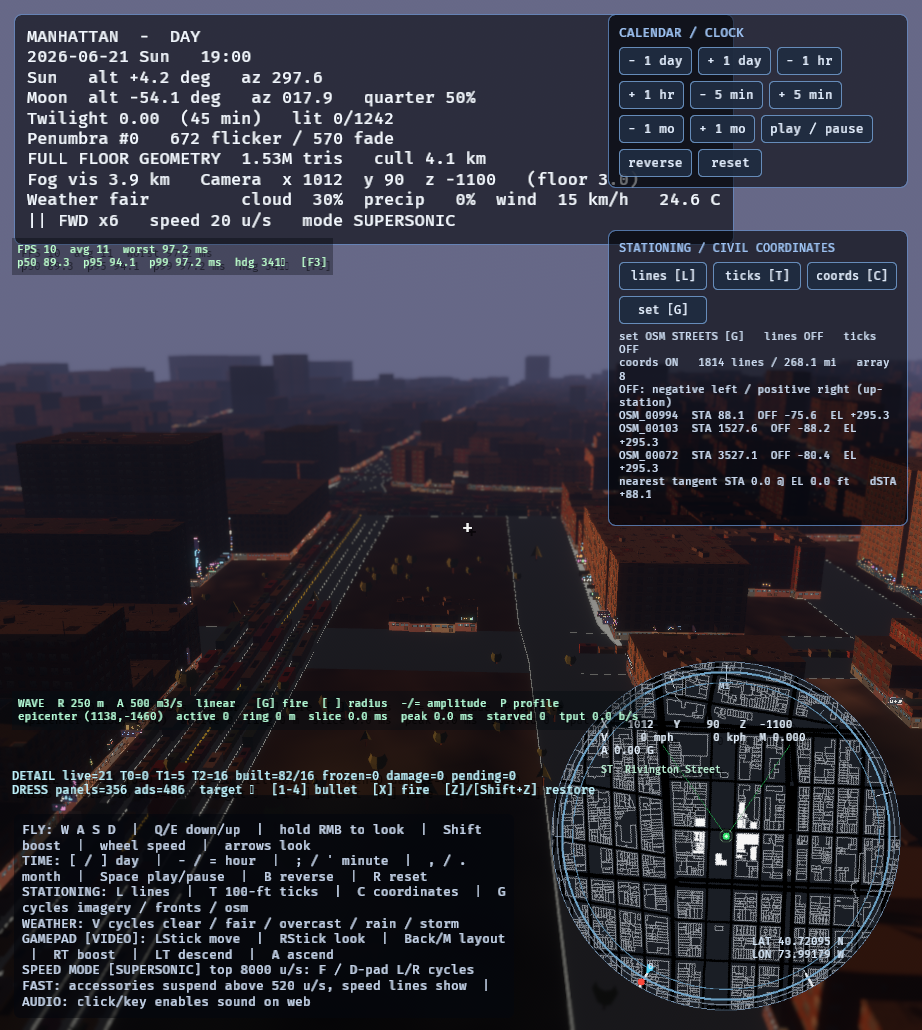 MANHATTAN - DAY
2026-06-21 Sun 19:00
Sun alt +4.2 deg az 297.6
Moon alt -54.1 deg az 017.9 quarter 50%
Twilight 0.00 (45 min) lit 0/1242
Penumbra #0 672 flicker / 570 fade
FULL FLOOR GEOMETRY 1.53M tris cull 4.1 km
Fog vis 3.9 km Camera x 1012 y 90 z -1100 (floor 3.0)
Weather fair cloud 30% precip 0% wind 15 km/h 24.6 C
|| FWD x6 speed 20 u/s mode SUPERSONIC
FPS 10 avg 11 worst 97.2 ms
p50 89.3 p95 94.1 p99 97.2 ms hdg 341 [F3]
CALENDAR / CLOCK
- 1 day + 1 day - 1 hr
+ 1 hr - 5 min + 5 min
- 1 mo + 1 mo play / pause
reverse reset
STATIONING / CIVIL COORDINATES
lines [L] ticks [T] coords [C]
set [G]
set OSM STREETS [G] lines OFF ticks
OFF
coords ON 1814 lines / 268.1 mi array
8
OFF: negative left / positive right (up-
station)
OSM_00994 STA 88.1 OFF -75.6 EL +295.3
OSM_00103 STA 1527.6 OFF -88.2 EL
+295.3
OSM_00072 STA 3527.1 OFF -80.4 EL
+295.3
nearest tangent STA 0.0 @ EL 0.0 ft dSTA
+88.1
WAVE R 250 m A 500 m3/s linear [G] fire [ ] radius -/= amplitude P profile
epicenter (1138,-1460) active 0 ring 0 m slice 0.0 ms peak 0.0 ms starved 0 tput 0.0 b/s
X 1012 Y 90 Z -1100
V 0 mph 0 kph M 0.000
A 0.00 G
ST Rivington Street
DETAIL live=21 T0=0 T1=5 T2=16 built=82/16 frozen=0 damage=0 pending=0
DRESS panels=356 ads=486 target [1-4] bullet [X] fire [Z]/[Shift+Z] restore
FLY: W A S D | Q/E down/up | hold RMB to look | Shift
boost | wheel speed | arrows look
TIME: [ / ] day | - / = hour | ; / ' minute | , / .
month | Space play/pause | B reverse | R reset
STATIONING: L lines | T 100-ft ticks | C coordinates | G
cycles imagery / fronts / osm
WEATHER: V cycles clear / fair / overcast / rain / storm
GAMEPAD [VIDEO]: LStick move | RStick look | Back/M layout
| RT boost | LT descend | A ascend
SPEED MODE [SUPERSONIC] top 8000 u/s: F / D-pad L/R cycles
FAST: accessories suspend above 520 u/s, speed lines show |
AUDIO: click/key enables sound on web
LAT 40.72095 N
LON 73.99179 W